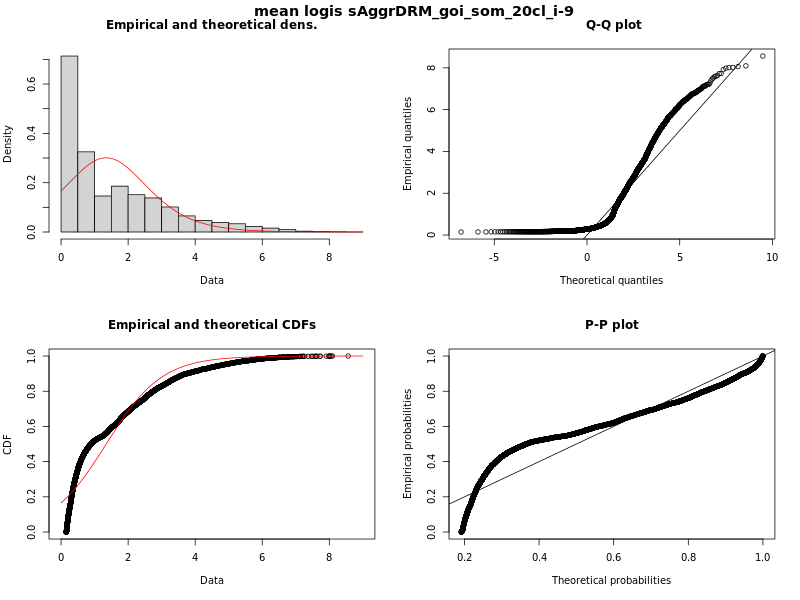 mean logis sAggrDRM_goi_som_20cl_i-9
Empirical and theoretical dens.
Density
0.0 0.2 0.4 0.6
0 2 4 6 8
Data
Q-Q plot
Empirical quantiles
0 2 4 6 8
-5 0 5 10
Theoretical quantiles
Empirical and theoretical CDFs
CDF
0.0 0.2 0.4 0.6 0.8 1.0
0 2 4 6 8
Data
P-P plot
Empirical probabilities
0.0 0.2 0.4 0.6 0.8 1.0
0.2 0.4 0.6 0.8 1.0
Theoretical probabilities